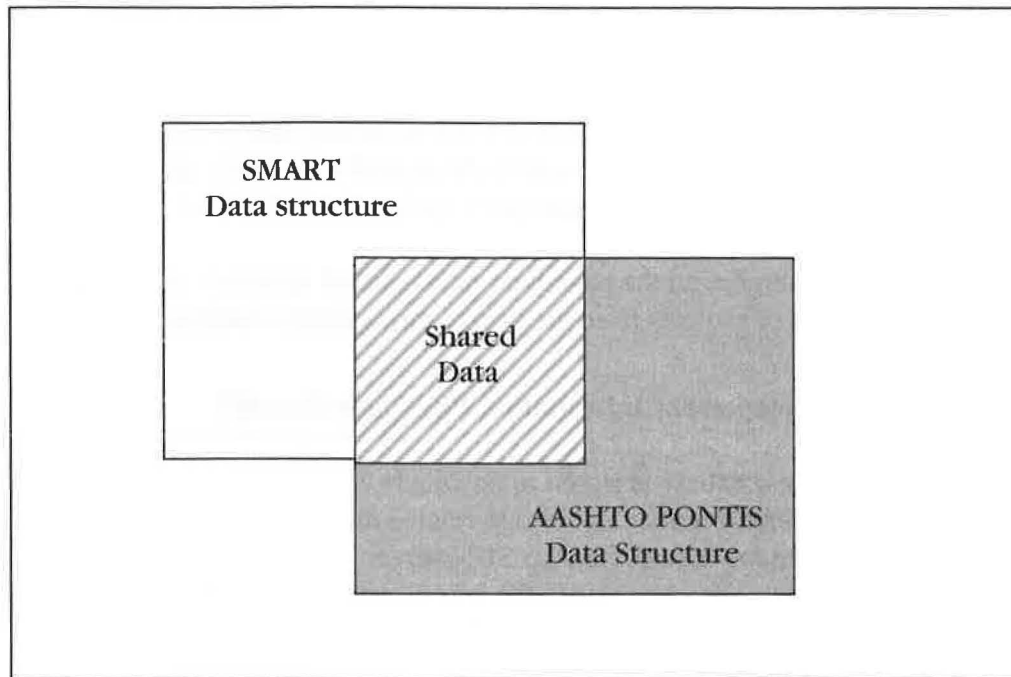 SMART
Data structure
Shared
Data
AASHTO PONTIS
Data Structure